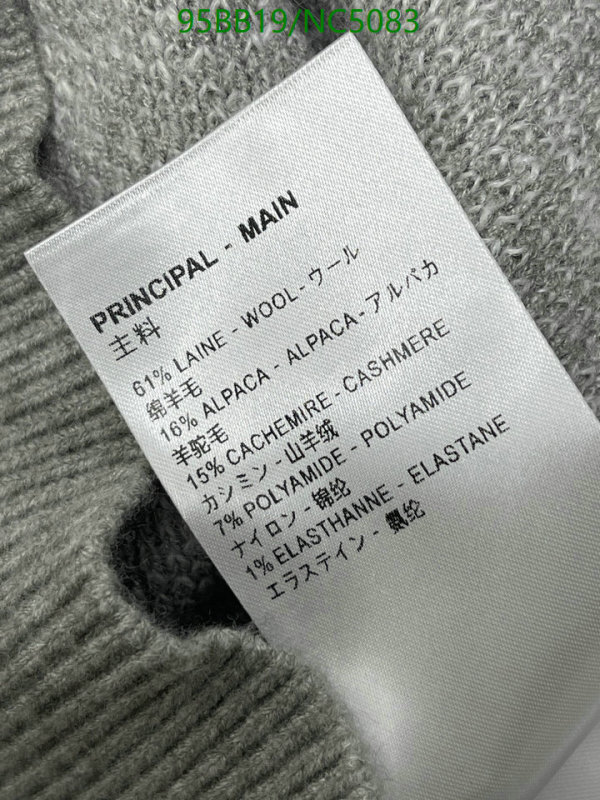 95BB19/NC5083
PRINCIPAL - MAIN
主料
61% LAINE - WOOL - ウール
绵羊毛
16% ALPACA - ALPACA - アルパカ
羊驼毛
15% CACHEMIRE - CASHMERE
カシミン - 山羊绒
7% POLYAMIDE - POLYAMIDE
ナイロン - 锦纶
1% ELASTHANNE - ELASTANE
エラステイン - 氨纶